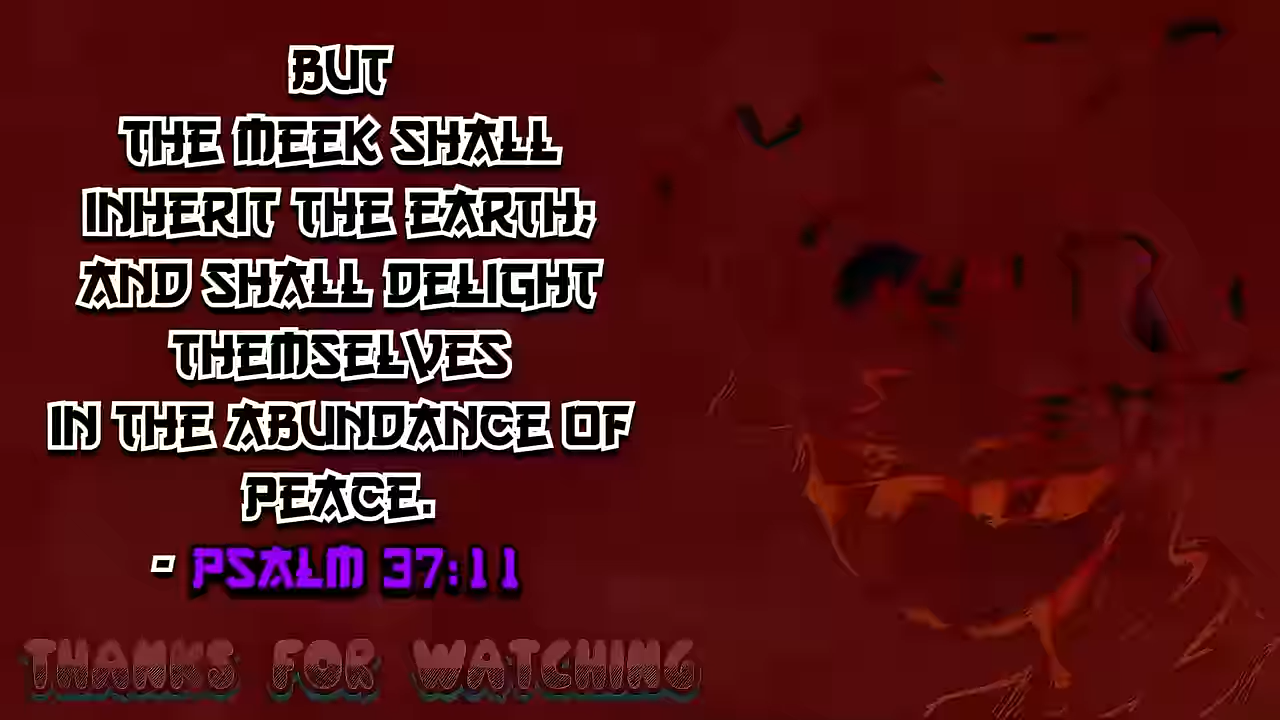 BUT
THE MEEK SHALL
INHERIT THE EARTH;
AND SHALL DELIGHT
THEMSELVES
IN THE ABUNDANCE OF
PEACE.
- PSALM 37:11
THANKS FOR WATCHING